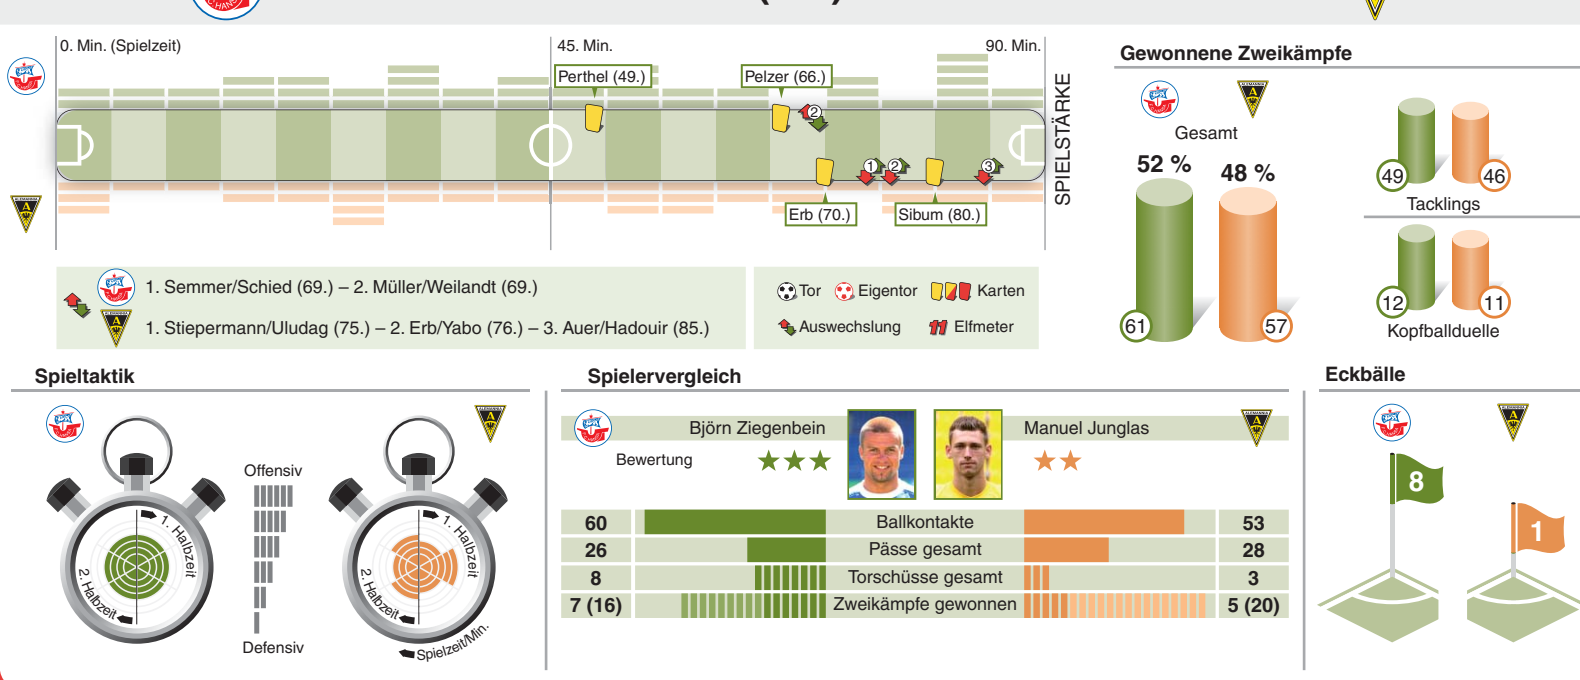 0. Min. (Spielzeit)
45. Min.
90. Min.
Perthel (49.)
Pelzer (66.)
2
1
2
3
Erb (70.)
Sibum (80.)
SPIELSTÄRKE
1. Semmer/Schied (69.) – 2. Müller/Weilandt (69.)
1. Stiepermann/Uludag (75.) – 2. Erb/Yabo (76.) – 3. Auer/Hadouir (85.)
Tor
Eigentor
Karten
Auswechslung
Elfmeter
Gewonnene Zweikämpfe
Gesamt
52 %
48 %
61
57
49
46
Tacklings
12
11
Kopfballduelle
Spieltaktik
1. Halbzeit
2. Halbzeit
Offensiv
Defensiv
1. Halbzeit
2. Halbzeit
Spielzeit/Min.
Spielervergleich
Björn Ziegenbein
Manuel Junglas
Bewertung
60 Ballkontakte 53
26 Pässe gesamt 28
8 Torschüsse gesamt 3
7 (16) Zweikämpfe gewonnen 5 (20)
Eckbälle
8
1